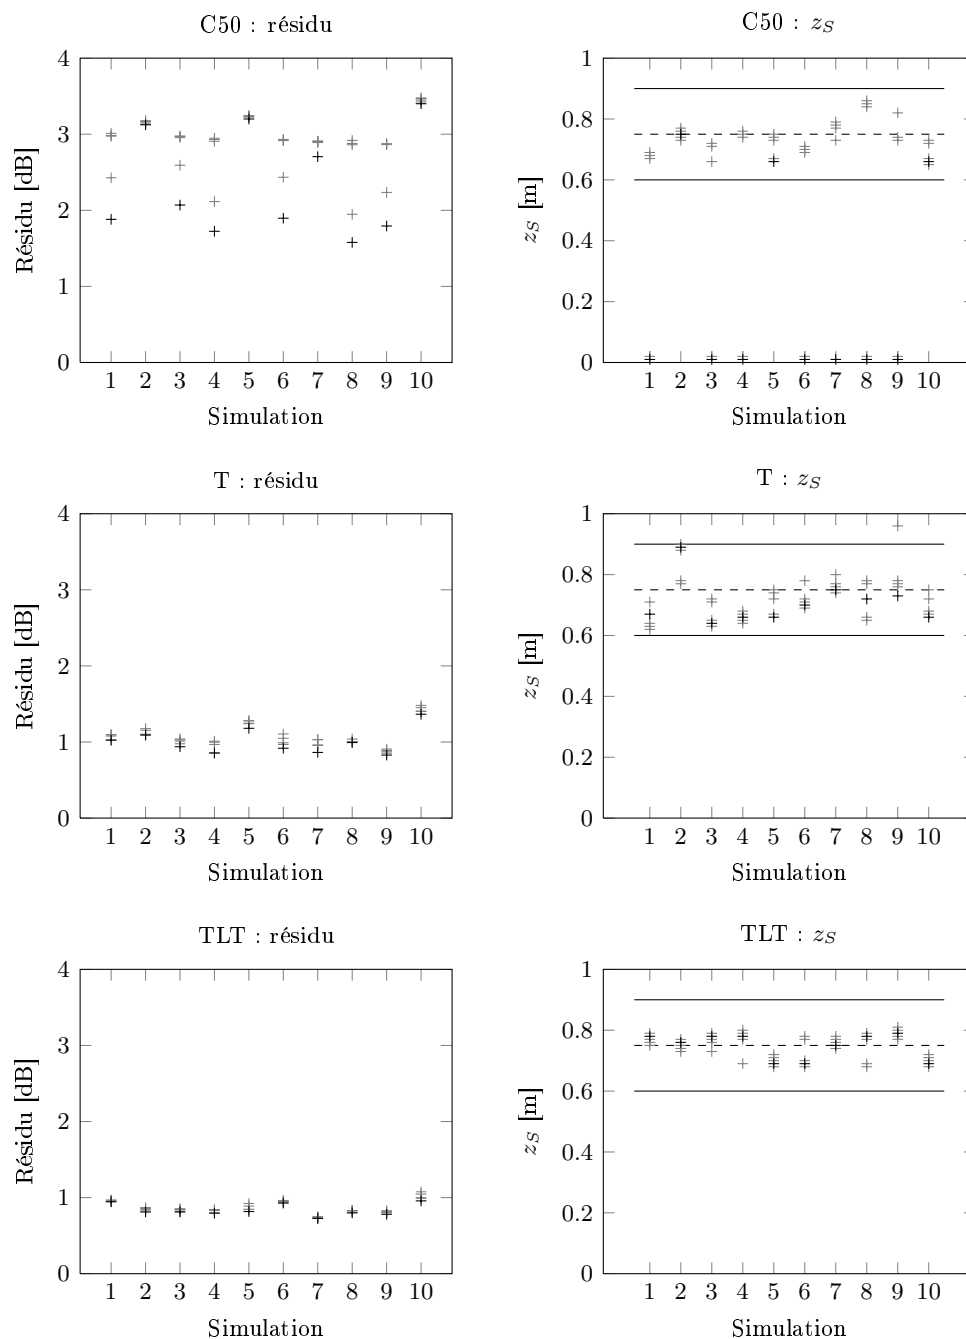 C50 : résidu
4
3
2
1
0
Résidu [dB]
1 2 3 4 5 6 7 8 9 10
Simulation
C50 : z_S
1
0.8
0.6
0.4
0.2
0
z_S [m]
1 2 3 4 5 6 7 8 9 10
Simulation
T : résidu
4
3
2
1
0
Résidu [dB]
1 2 3 4 5 6 7 8 9 10
Simulation
T : z_S
1
0.8
0.6
0.4
0.2
0
z_S [m]
1 2 3 4 5 6 7 8 9 10
Simulation
TLT : résidu
4
3
2
1
0
Résidu [dB]
1 2 3 4 5 6 7 8 9 10
Simulation
TLT : z_S
1
0.8
0.6
0.4
0.2
0
z_S [m]
1 2 3 4 5 6 7 8 9 10
Simulation